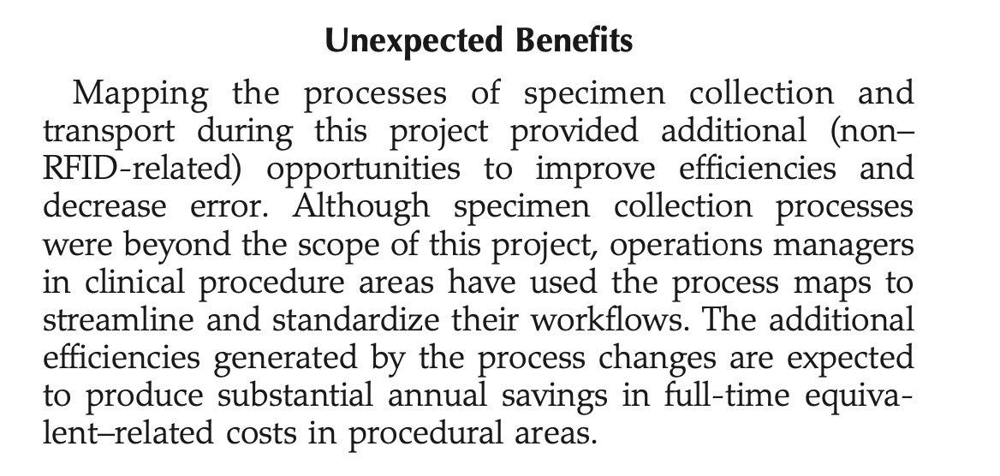 Unexpected Benefits
Mapping the processes of specimen collection and
transport during this project provided additional (non–
RFID-related) opportunities to improve efficiencies and
decrease error. Although specimen collection processes
were beyond the scope of this project, operations managers
in clinical procedure areas have used the process maps to
streamline and standardize their workflows. The additional
efficiencies generated by the process changes are expected
to produce substantial annual savings in full-time equiva-
lent–related costs in procedural areas.